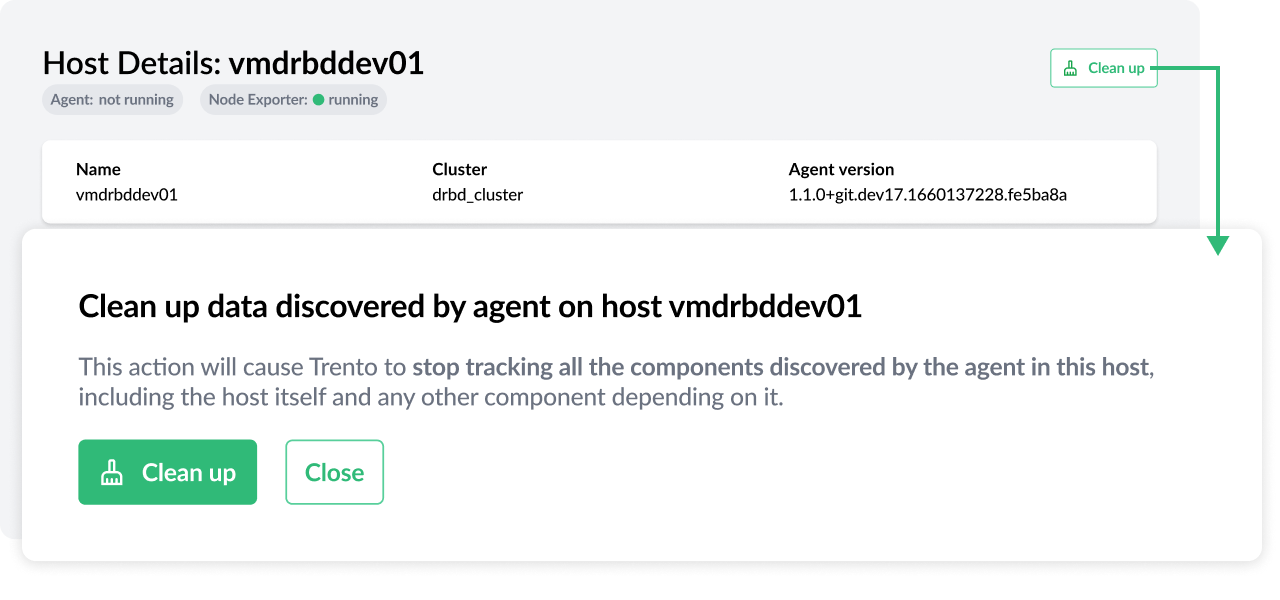 Host Details: vmdrbddev01
Clean up
Agent: not running
Node Exporter: running
Name
Cluster
Agent version
vmdrbddev01
drbd_cluster
1.1.0+git.dev17.1660137228.fe5ba8a
Clean up data discovered by agent on host vmdrbddev01
This action will cause Trento to stop tracking all the components discovered by the agent in this host,
including the host itself and any other component depending on it.
Clean up
Close